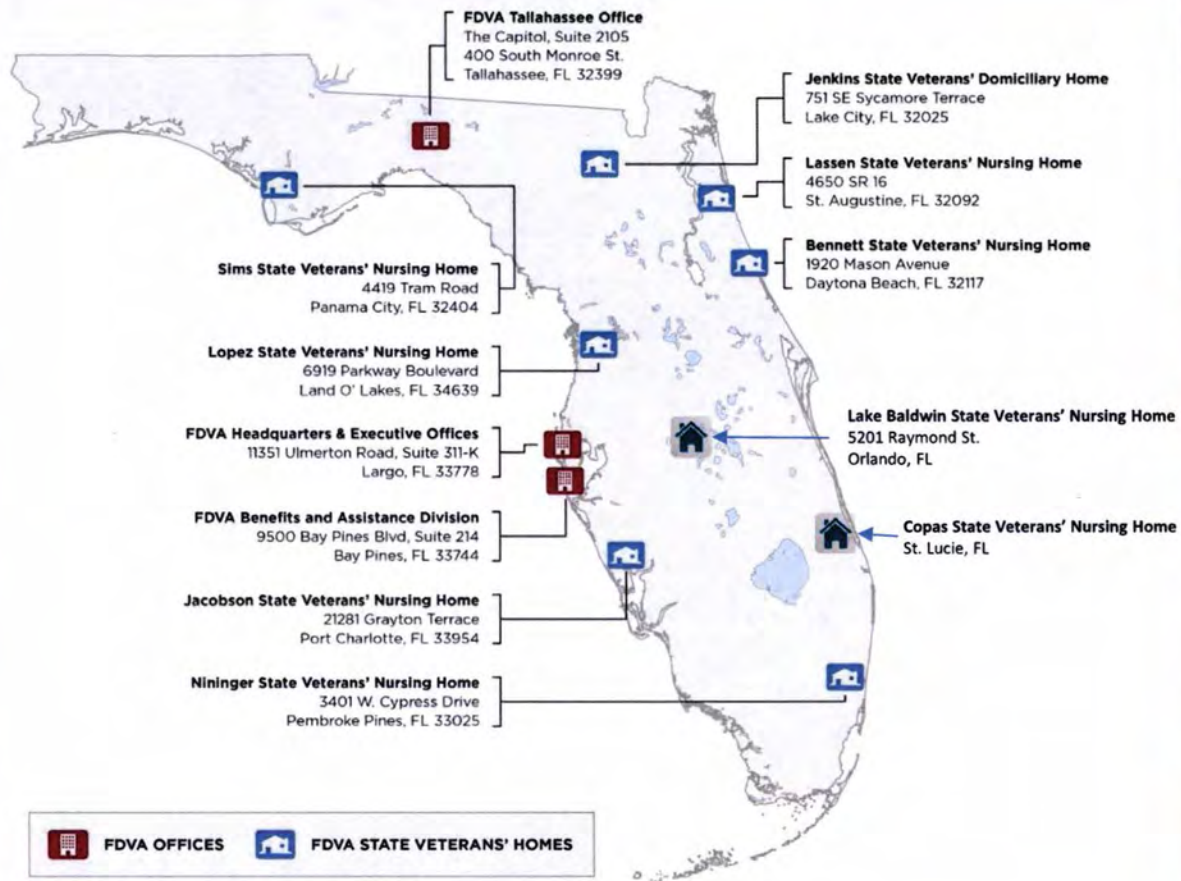 FDVA Tallahassee Office
The Capitol, Suite 2105
400 South Monroe St.
Tallahassee, FL 32399
Jenkins State Veterans' Domiciliary Home
751 SE Sycamore Terrace
Lake City, FL 32025
Lassen State Veterans' Nursing Home
4650 SR 16
St. Augustine, FL 32092
Bennett State Veterans' Nursing Home
1920 Mason Avenue
Daytona Beach, FL 32117
Sims State Veterans' Nursing Home
4419 Tram Road
Panama City, FL 32404
Lopez State Veterans' Nursing Home
6919 Parkway Boulevard
Land O' Lakes, FL 34639
Lake Baldwin State Veterans' Nursing Home
5201 Raymond St.
Orlando, FL
FDVA Headquarters & Executive Offices
11351 Ulmerton Road, Suite 311-K
Largo, FL 33778
FDVA Benefits and Assistance Division
9500 Bay Pines Blvd, Suite 214
Bay Pines, FL 33744
Copas State Veterans' Nursing Home
St. Lucie, FL
Jacobson State Veterans' Nursing Home
21281 Grayton Terrace
Port Charlotte, FL 33954
Nininger State Veterans' Nursing Home
3401 W. Cypress Drive
Pembroke Pines, FL 33025
FDVA OFFICES
FDVA STATE VETERANS' HOMES